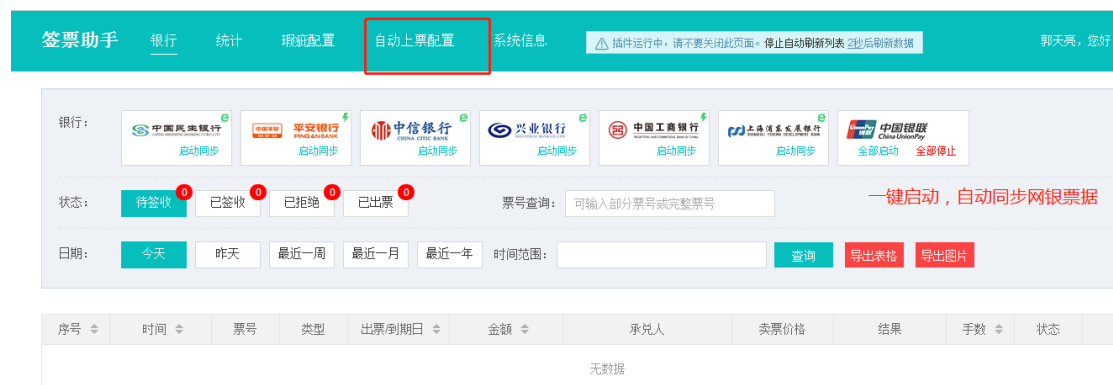 签票助手 银行 统计 瑕疵配置 自动上票配置 系统信息 插件运行中，请不要关闭此页面。停止自动刷新列表 2秒后刷新数据 郭天亮，您好
银行： 中国民生银行 中国平安 平安银行 PINGAN BANK 中信银行 CHINA CITIC BANK 兴业银行 中国工商银行 上海浦东发展银行 UnionPay 中国银联 China UnionPay
启动同步 启动同步 启动同步 启动同步 启动同步 启动同步 全部启动 全部停止
状态： 待签收 0 已签收 0 已拒绝 0 已出票 0 票号查询： 可输入部分票号或完整票号 一键启动，自动同步网银票据
日期： 今天 昨天 最近一周 最近一月 最近一年 时间范围： 查询 导出表格 导出图片
序号 时间 票号 类型 出票/到期日 金额 承兑人 卖票价格 结果 手数 状态
无数据